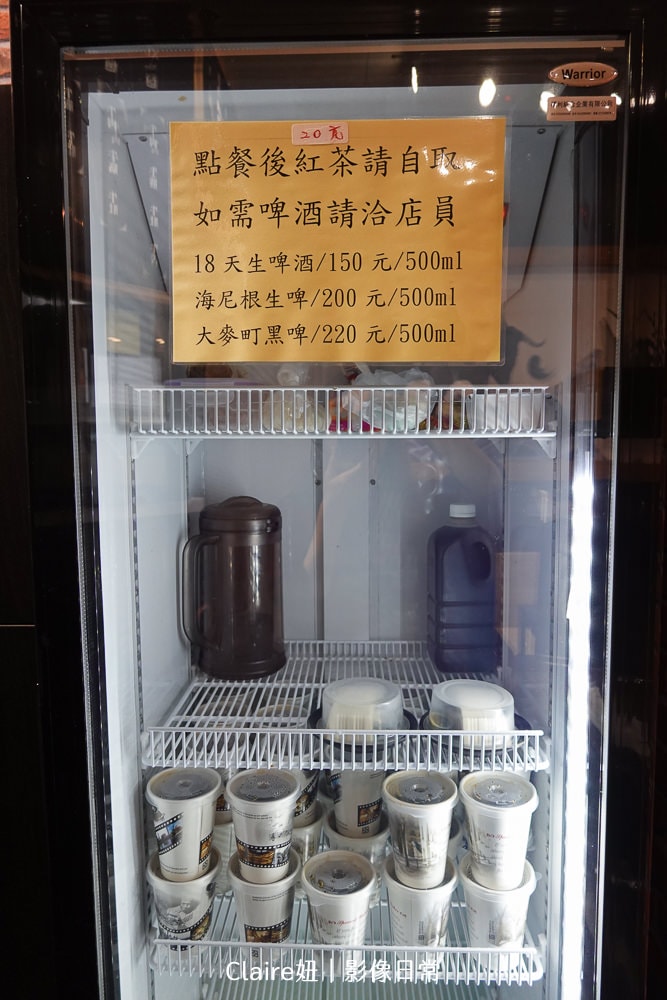 Warrior
20元
點餐後紅茶請自取
如需啤酒請洽店員
18天生啤酒/150元/500ml
海尼根生啤/200元/500ml
大麥町黑啤/220元/500ml
Claire妞｜影像日常